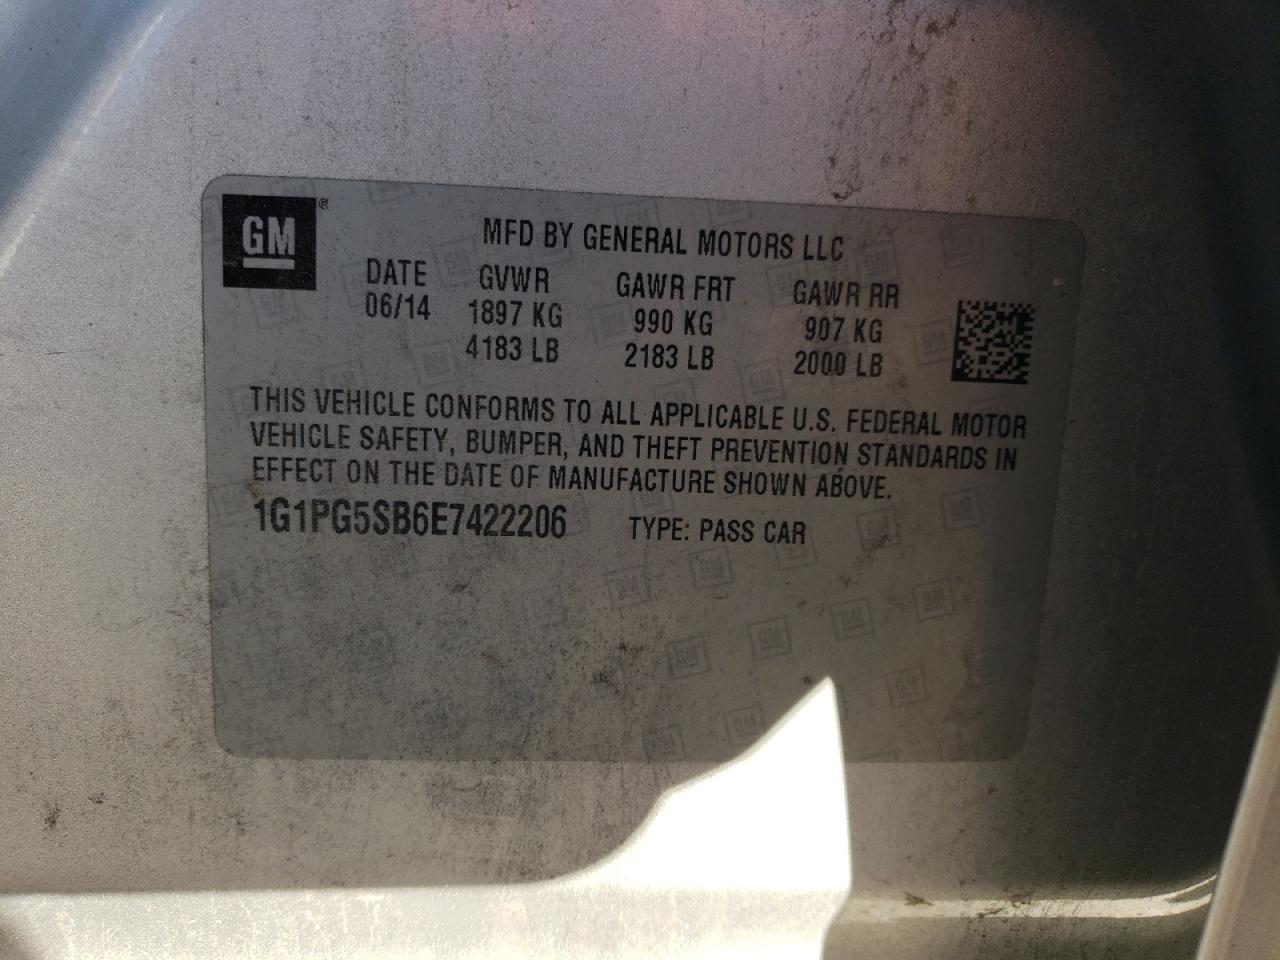 GM®
MFD BY GENERAL MOTORS LLC
DATE GVWR GAWR FRT GAWR RR
06/14 1897 KG 990 KG 907 KG
4183 LB 2183 LB 2000 LB
THIS VEHICLE CONFORMS TO ALL APPLICABLE U.S. FEDERAL MOTOR
VEHICLE SAFETY, BUMPER, AND THEFT PREVENTION STANDARDS IN
EFFECT ON THE DATE OF MANUFACTURE SHOWN ABOVE.
1G1PG5SB6E7422206 TYPE: PASS CAR